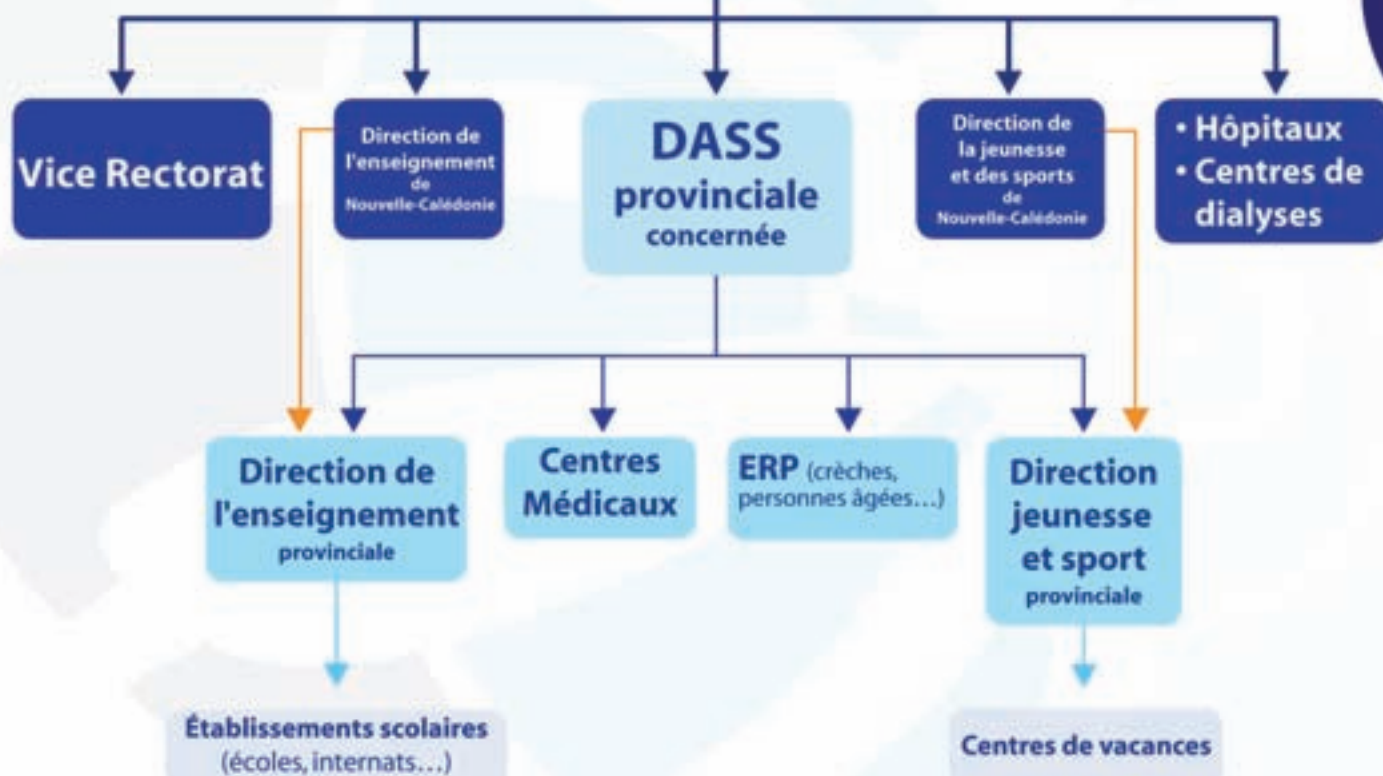 Vice Rectorat
Direction de
l'enseignement
de
Nouvelle-Calédonie
DASS
provinciale
concernée
Direction de
la jeunesse
et des sports
de
Nouvelle-Calédonie
• Hôpitaux
• Centres de
dialyses
Direction de
l'enseignement
provinciale
Centres
Médicaux
ERP (crèches,
personnes âgées...)
Direction
jeunesse
et sport
provinciale
Établissements scolaires
(écoles, internats...)
Centres de vacances